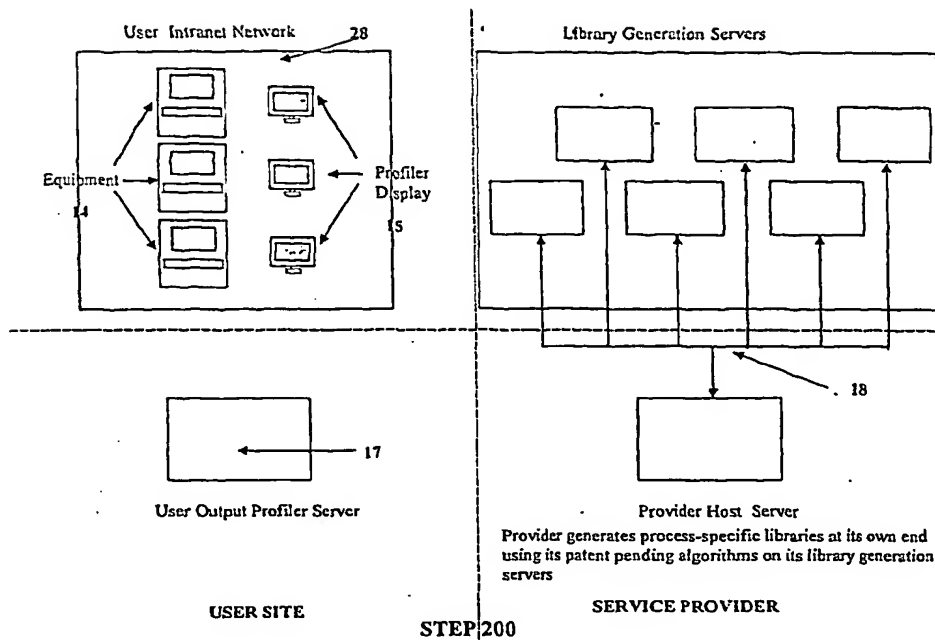 User Intranet Network
28
Library Generation Servers
Equipment
14
Profiler
Display
15
18
17
User Output Profiler Server
Provider Host Server
Provider generates process-specific libraries at its own end
using its patent pending algorithms on its library generation
servers
USER SITE
SERVICE PROVIDER
STEP 200